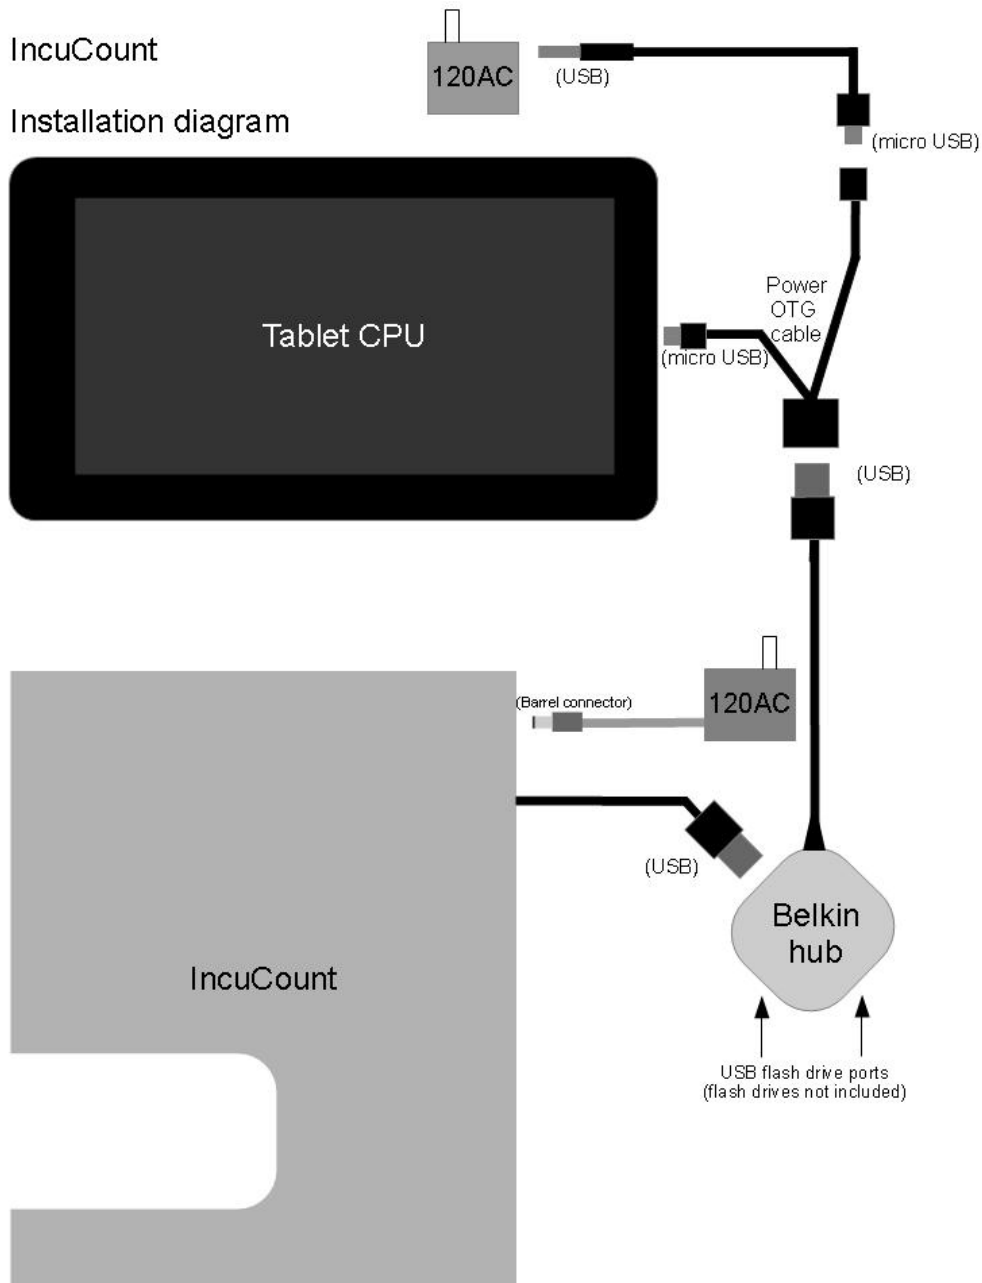 IncuCount
Installation diagram
120AC
(USB)
(micro USB)
Power
OTG
cable
Tablet CPU
(micro USB)
(USB)
(Barrel connector)
120AC
(USB)
Belkin
hub
IncuCount
USB flash drive ports
(flash drives not included)